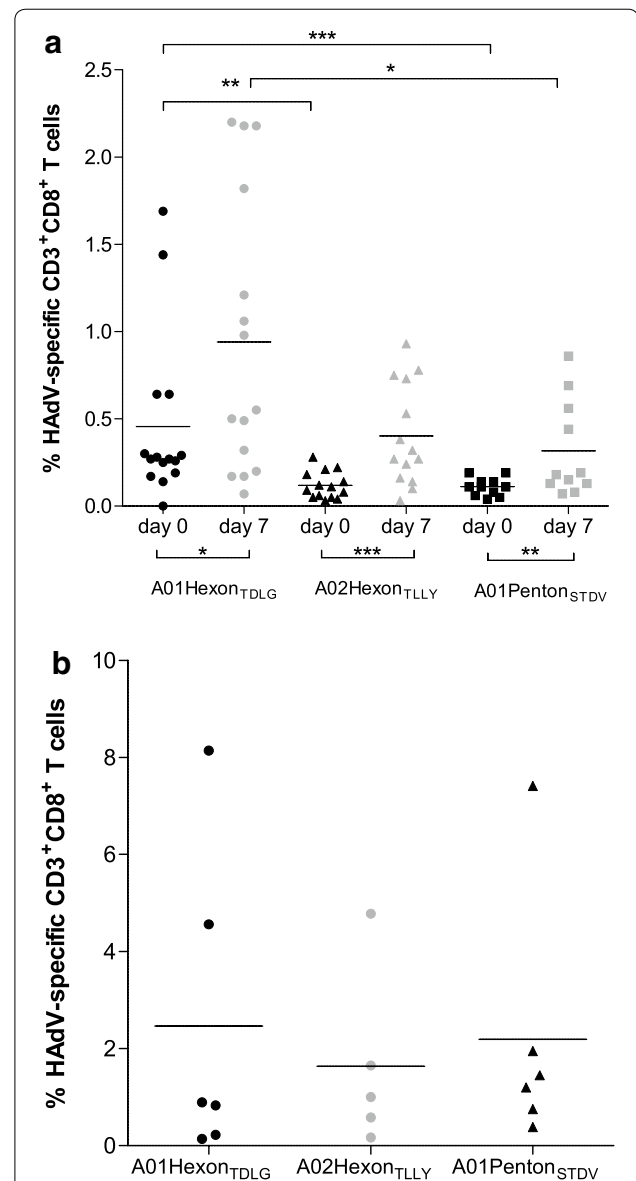 a
***
*
**
% HAdV-specific CD3+CD8+ T cells
2.5
2.0
1.5
1.0
0.5
0.0
day 0 day 7 day 0 day 7 day 0 day 7
* *** **
A01HexonTDLG A02HexonTLLY A01PentonSTDV
b
% HAdV-specific CD3+CD8+ T cells
10
8
6
4
2
0
A01HexonTDLG A02HexonTLLY A01PentonSTDV